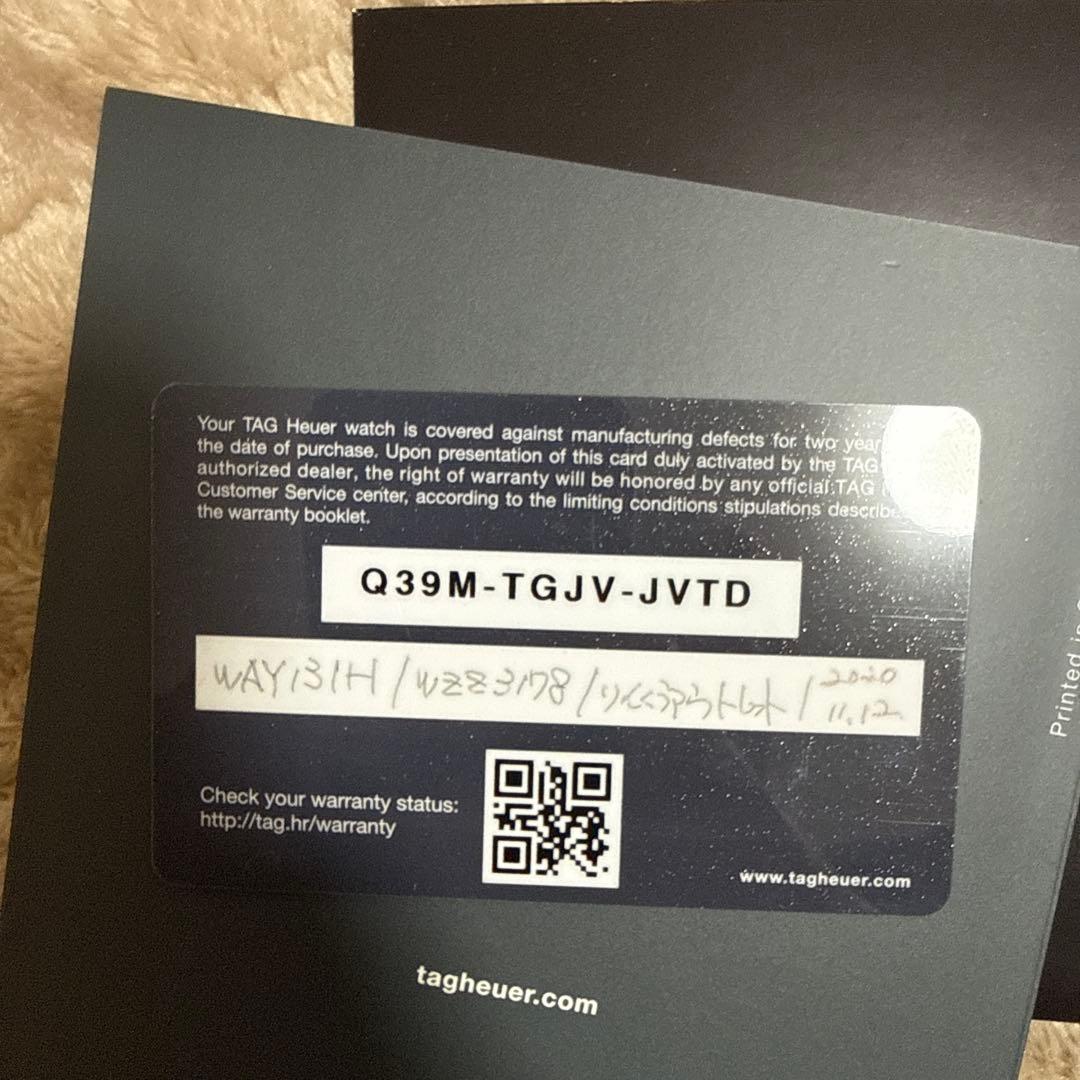 Your TAG Heuer watch is covered against manufacturing defects for two year
the date of purchase. Upon presentation of this card duly activated by the TAG
authorized dealer, the right of warranty will be honored by any official TAG
Customer Service center, according to the limiting conditions stipulations describe
the warranty booklet.
Q39M-TGJV-JVTD
WAY131H / WZZ3178 / りんくうアウトレット / 2020
11.12
Check your warranty status:
http://tag.hr/warranty
www.tagheuer.com
tagheuer.com
Printed in